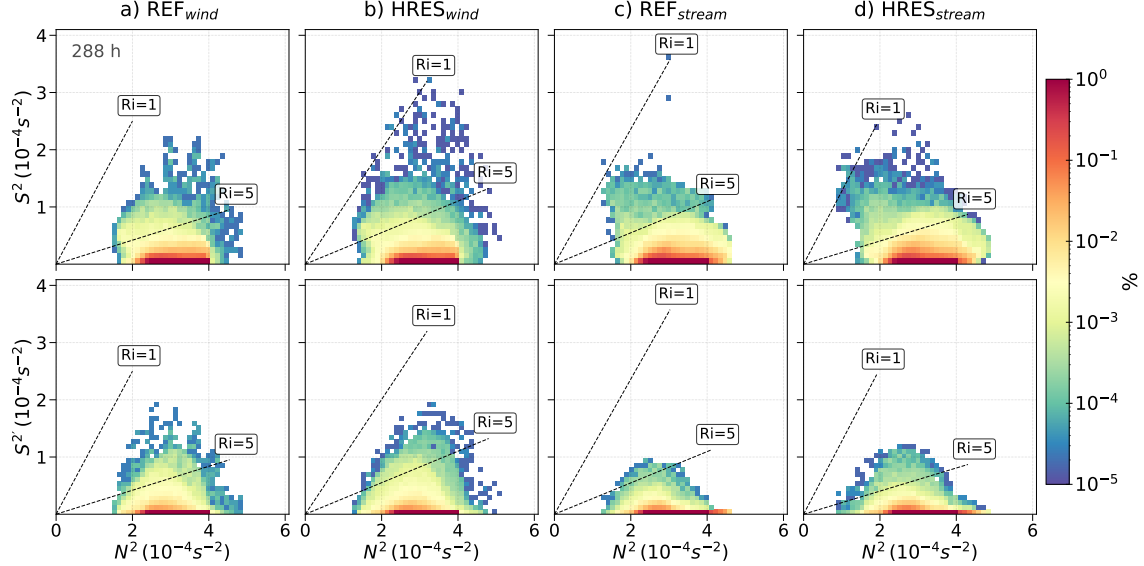 a) REF_wind b) HRES_wind c) REF_stream d) HRES_stream
4
3
2
1
S² (10⁻⁴s⁻²)
288 h
Ri=1
Ri=5
Ri=1
Ri=5
Ri=1
Ri=5
Ri=1
Ri=5
10⁰
10⁻¹
10⁻²
10⁻³
10⁻⁴
10⁻⁵
%
4
3
2
1
S²′ (10⁻⁴s⁻²)
Ri=1
Ri=5
Ri=1
Ri=5
Ri=1
Ri=5
Ri=1
Ri=5
0 2 4 6 0 2 4 6 0 2 4 6 0 2 4 6
N² (10⁻⁴s⁻²) N² (10⁻⁴s⁻²) N² (10⁻⁴s⁻²) N² (10⁻⁴s⁻²)